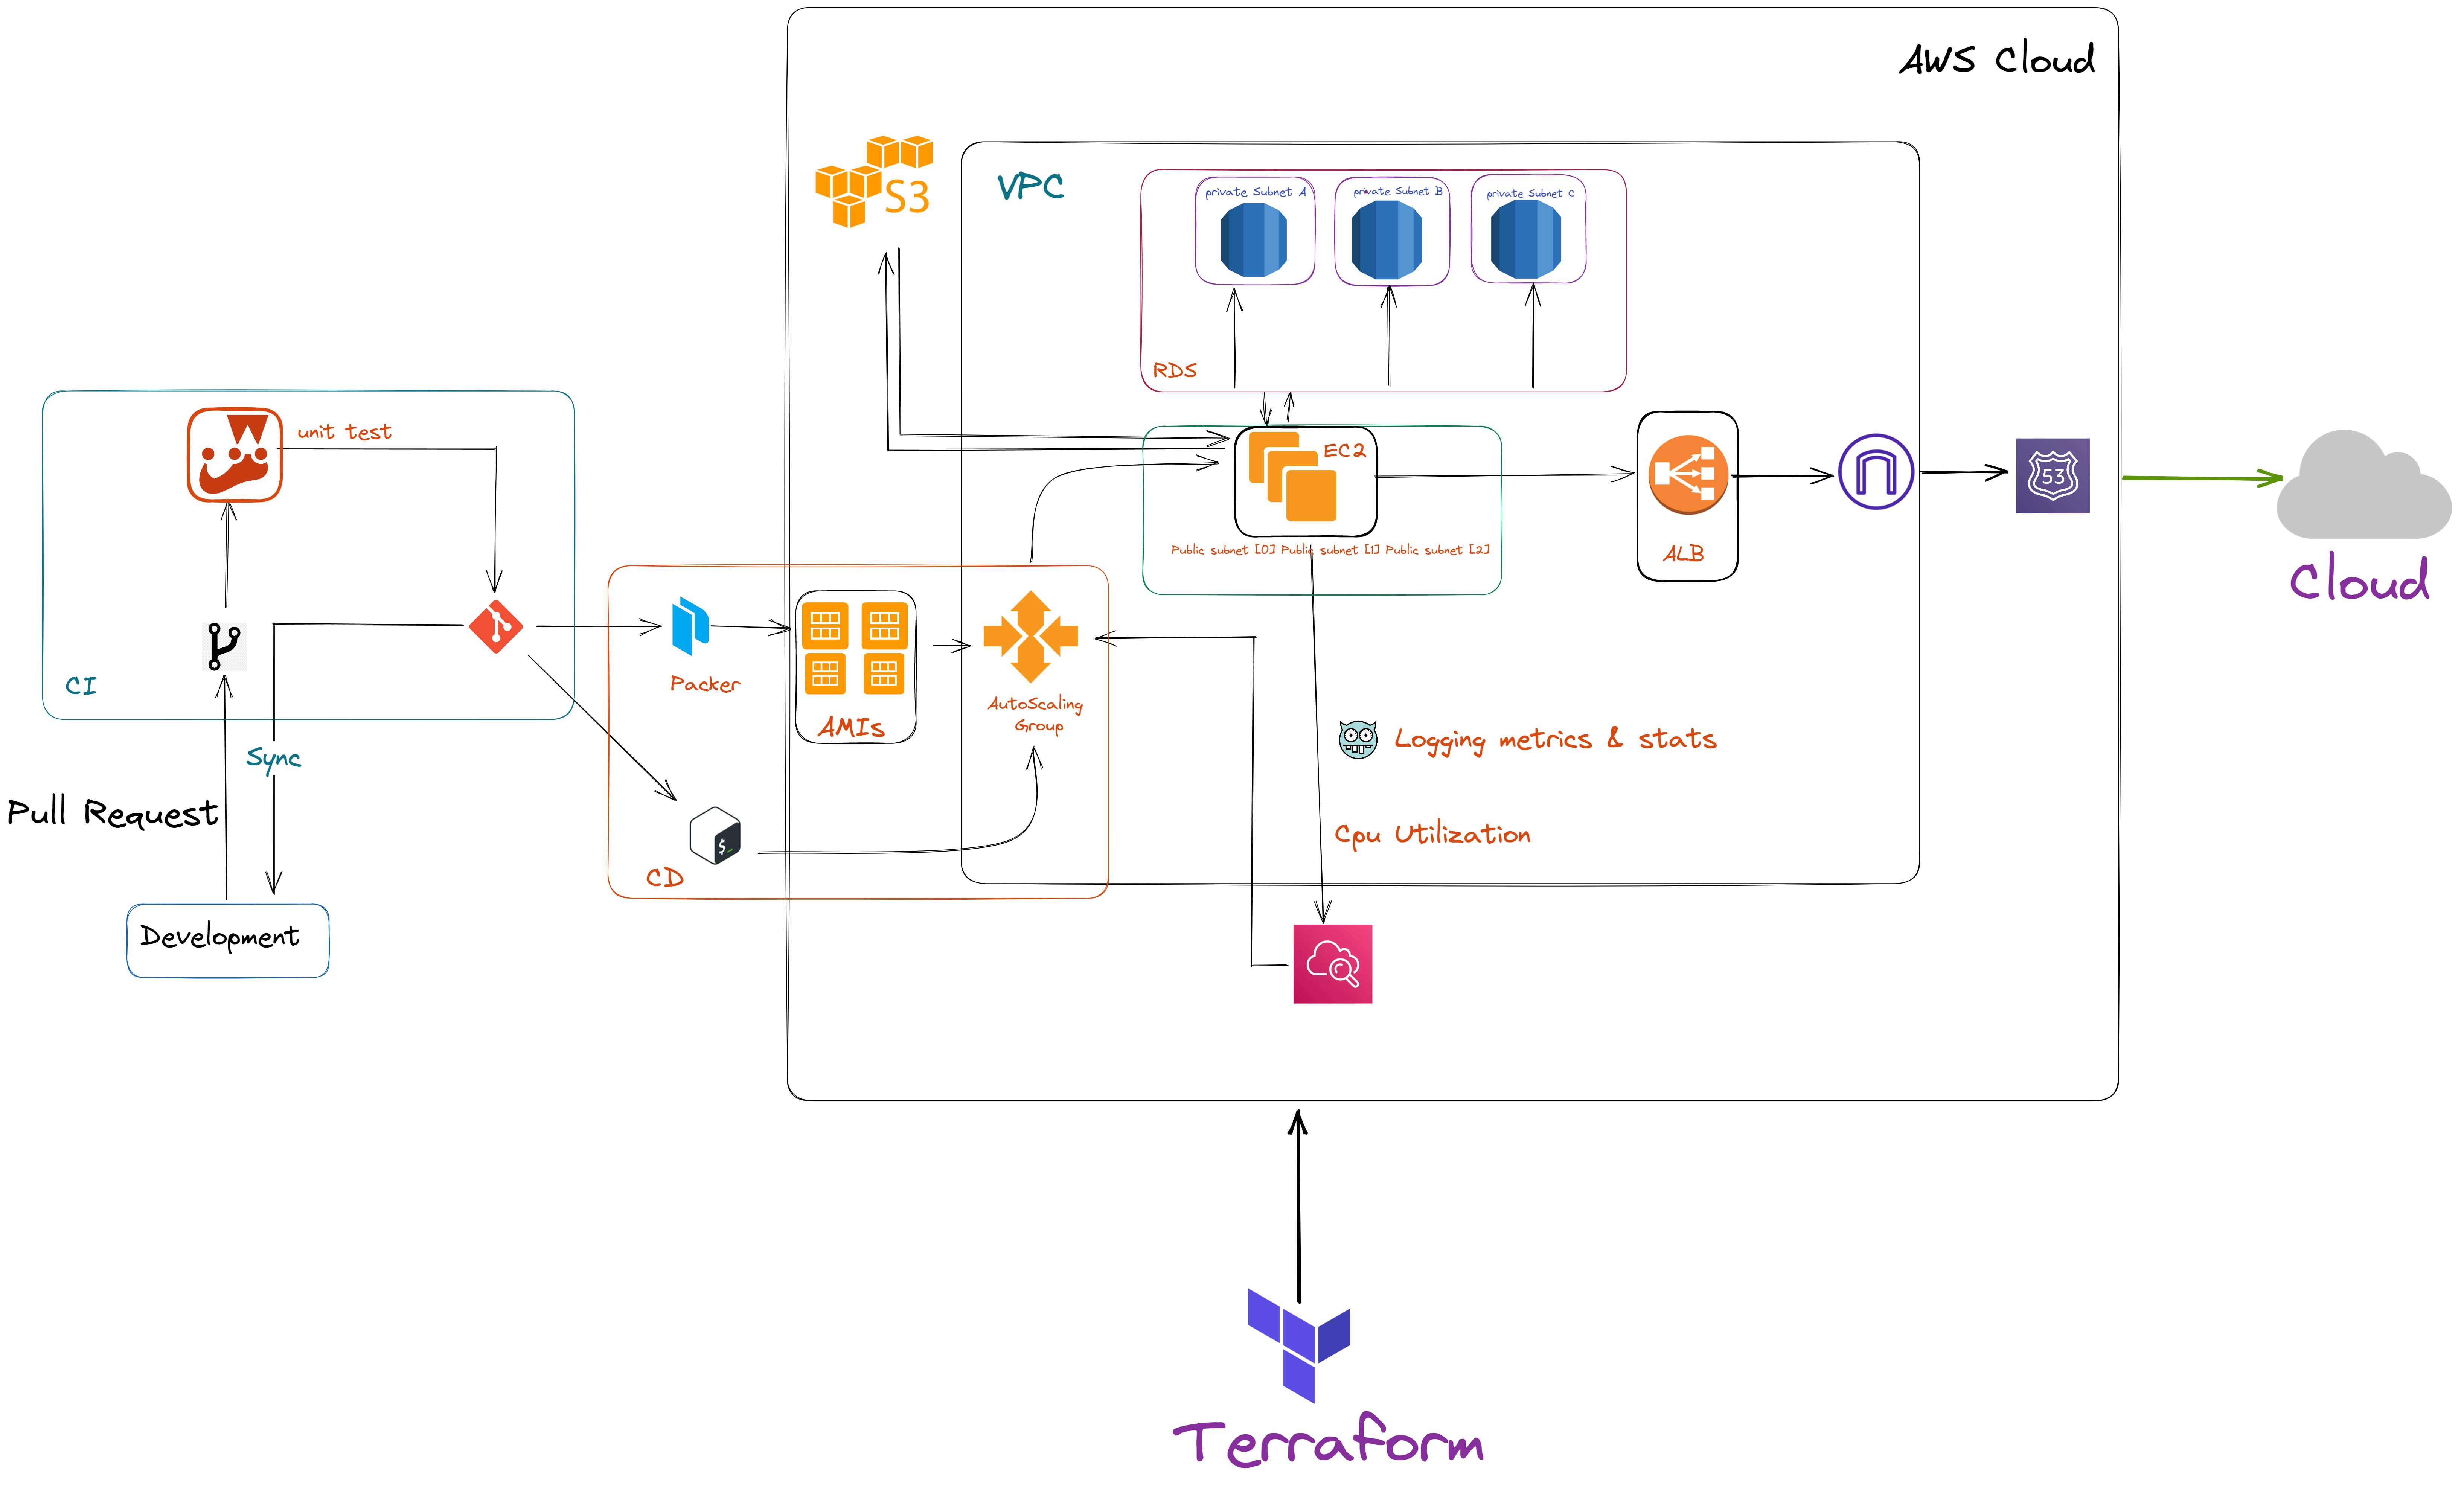 AWS Cloud
S3
VPC
private Subnet A
private Subnet B
private Subnet C
RDS
unit test
EC2
Public subnet [0] Public subnet [1] Public subnet [2]
ALB
53
Cloud
CI
Packer
AMIs
AutoScaling
Group
Logging metrics & stats
Sync
Pull Request
Cpu Utilization
$_
CD
Development
Terraform